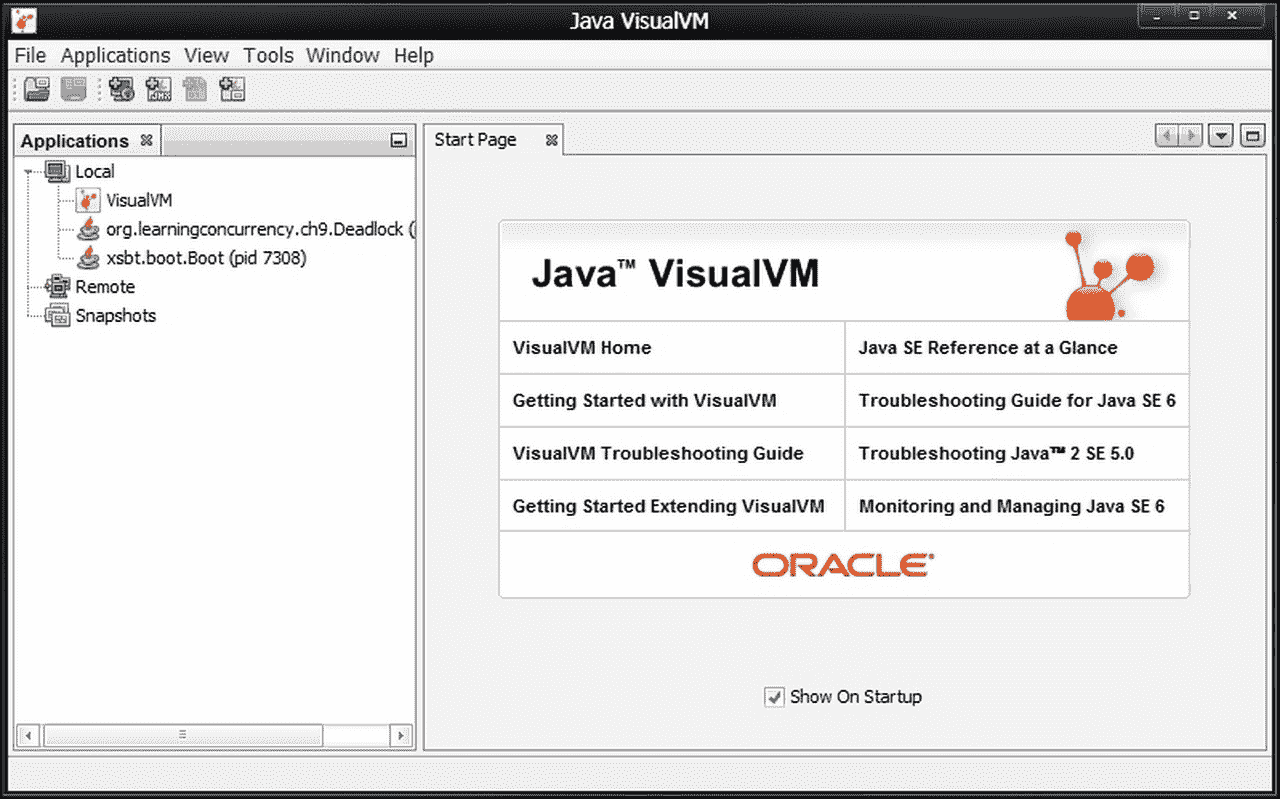 Java VisualVM
File Applications View Tools Window Help
Applications
Start Page
Local
VisualVM
org.learningconcurrency.ch9.Deadlock (
xsbt.boot.Boot (pid 7308)
Remote
Snapshots
Java™ VisualVM
VisualVM Home
Java SE Reference at a Glance
Getting Started with VisualVM
Troubleshooting Guide for Java SE 6
VisualVM Troubleshooting Guide
Troubleshooting Java™ 2 SE 5.0
Getting Started Extending VisualVM
Monitoring and Managing Java SE 6
ORACLE
Show On Startup